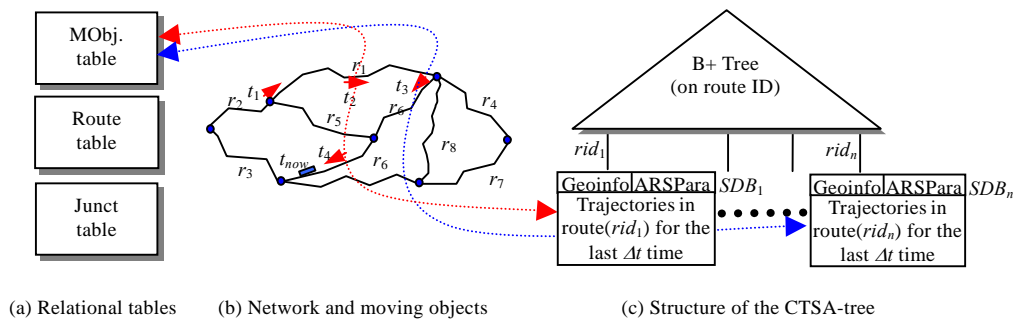 MObj.
table
Route
table
Junct
table
r1
t1
t2
t3
r2
r5
r6
r4
tnow
t4
r6
r8
r3
r7
B+ Tree
(on route ID)
rid1
ridn
Geoinfo ARSPara SDB1
Trajectories in
route(rid1) for the
last Δt time
Geoinfo ARSPara SDBn
Trajectories in
route(ridn) for the
last Δt time
(a) Relational tables
(b) Network and moving objects
(c) Structure of the CTSA-tree